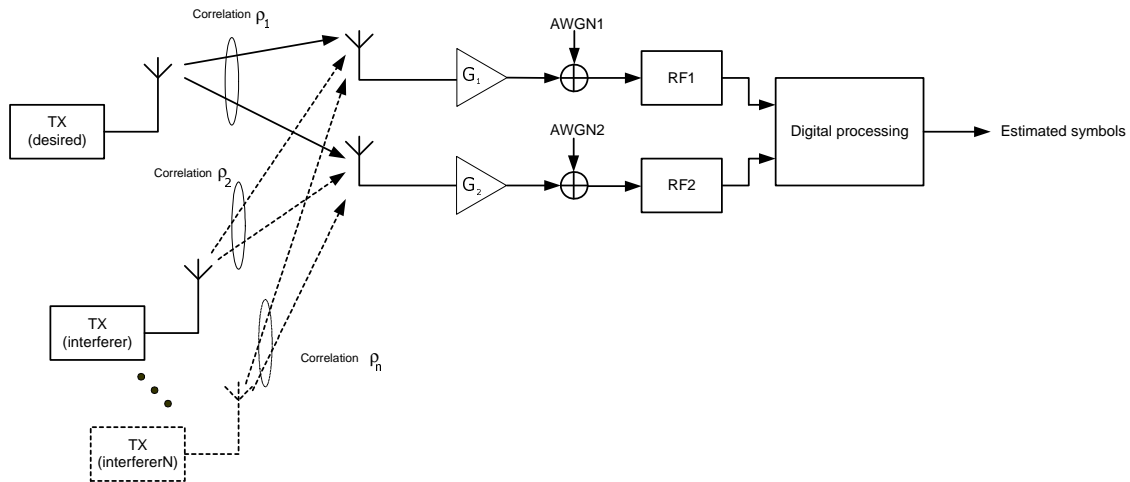 Correlation ρ1
AWGN1
G1
RF1
TX
(desired)
Digital processing
Estimated symbols
AWGN2
Correlation ρ2
G2
RF2
TX
(interferer)
Correlation ρn
TX
(interfererN)